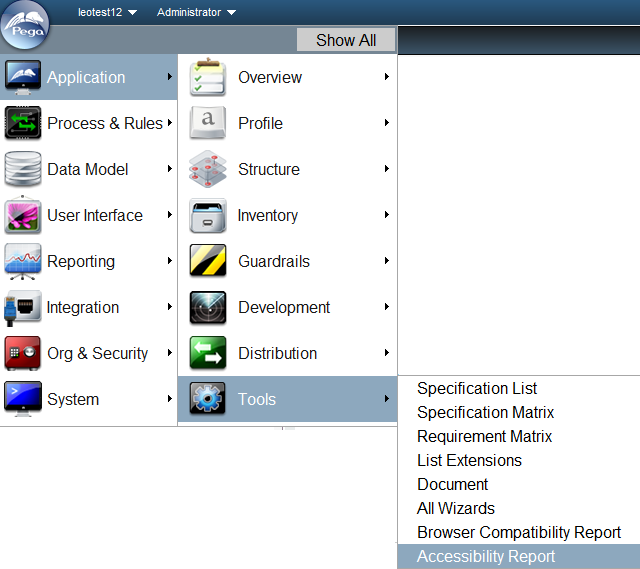 leotest12 Administrator
Pega
Show All
Application
Process & Rules
Data Model
User Interface
Reporting
Integration
Org & Security
System
Overview
a
Profile
Structure
Inventory
Guardrails
Development
Distribution
Tools
Specification List
Specification Matrix
Requirement Matrix
List Extensions
Document
All Wizards
Browser Compatibility Report
Accessibility Report